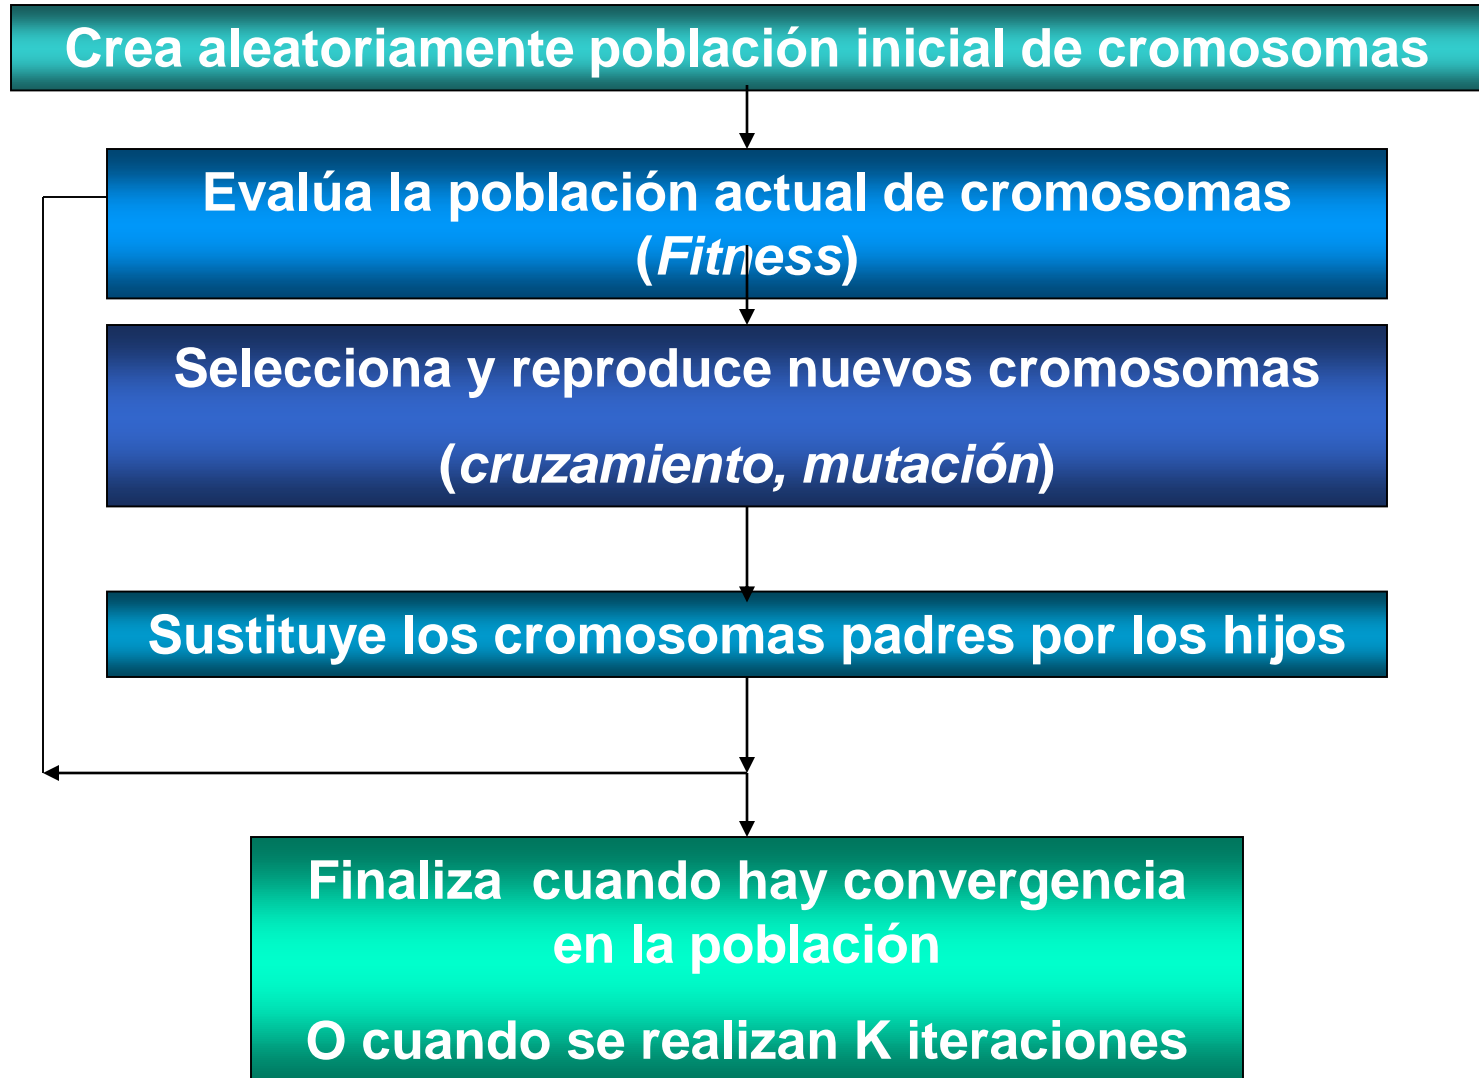 Crea aleatoriamente población inicial de cromosomas
Evalúa la población actual de cromosomas
(Fitness)
Selecciona y reproduce nuevos cromosomas
(cruzamiento, mutación)
Sustituye los cromosomas padres por los hijos
Finaliza cuando hay convergencia
en la población
O cuando se realizan K iteraciones